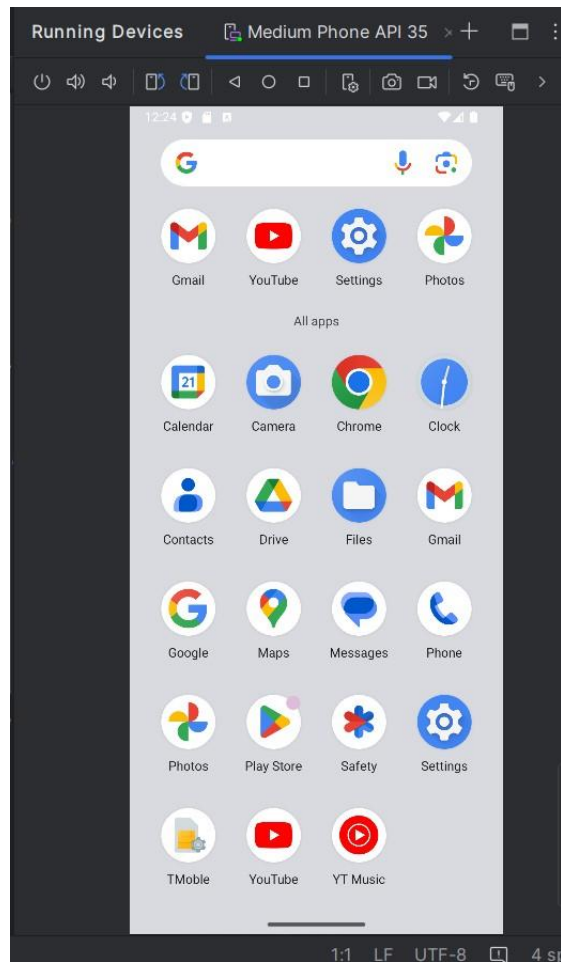 Running Devices Medium Phone API 35
12:24
Gmail YouTube Settings Photos
All apps
21
Calendar Camera Chrome Clock
Contacts Drive Files Gmail
Google Maps Messages Phone
Photos Play Store Safety Settings
TMoble YouTube YT Music
1:1 LF UTF-8 4 sp